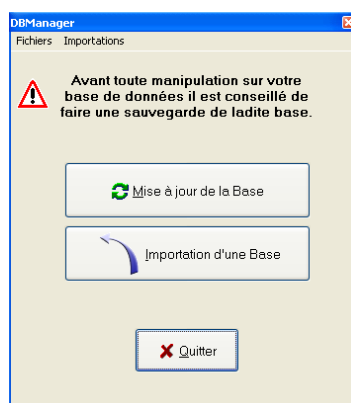 DBManager
Fichiers Importations
Avant toute manipulation sur votre
base de données il est conseillé de
faire une sauvegarde de ladite base.
Mise à jour de la Base
Importation d'une Base
Quitter